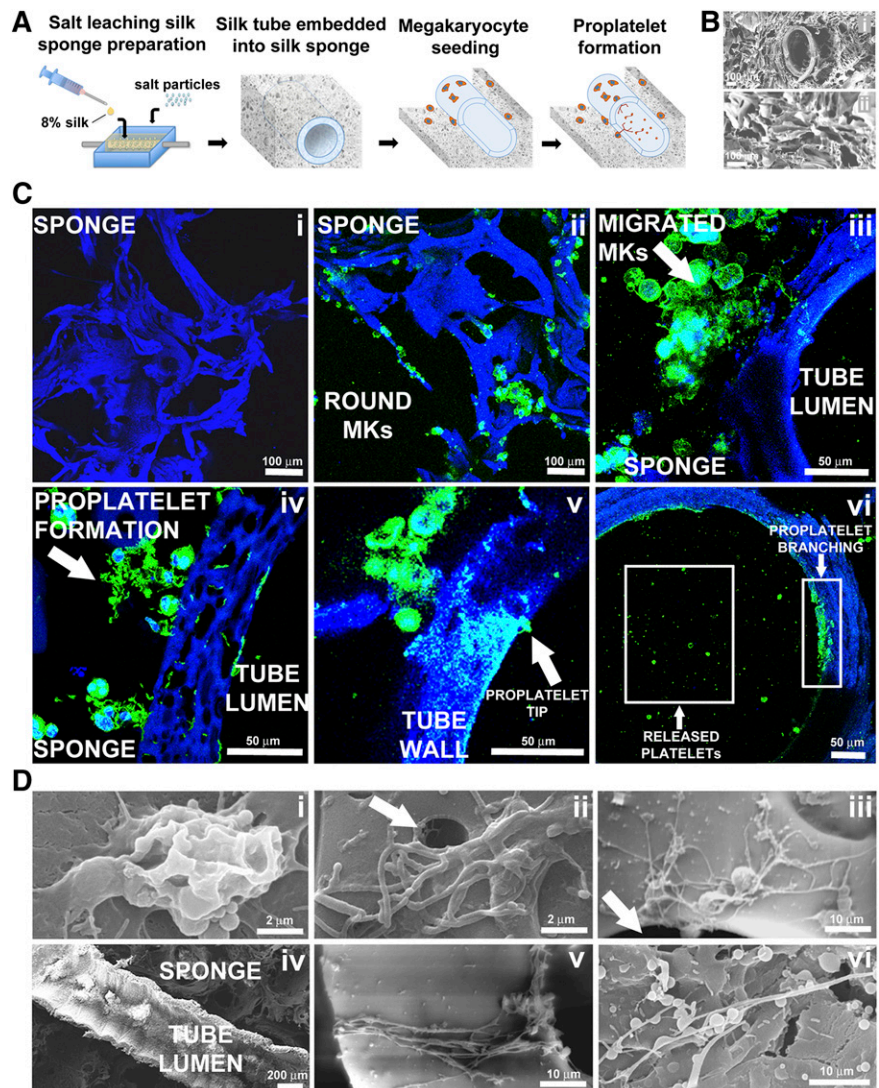 A
Salt leaching silk
sponge preparation
Silk tube embedded
into silk sponge
Megakaryocyte
seeding
Proplatelet
formation
salt particles
8% silk
B
i
100 μm
ii
100 μm
C
SPONGE
i
100 μm
SPONGE
ii
ROUND
MKs
100 μm
MIGRATED
MKs
iii
TUBE
LUMEN
SPONGE
50 μm
PROPLATELET
FORMATION
iv
TUBE
LUMEN
SPONGE
50 μm
v
PROPLATELET
TIP
TUBE
WALL
50 μm
vi
PROPLATELET
BRANCHING
RELEASED
PLATELETs
50 μm
D
i
2 μm
ii
2 μm
iii
10 μm
iv
SPONGE
TUBE
LUMEN
200 μm
v
10 μm
vi
10 μm